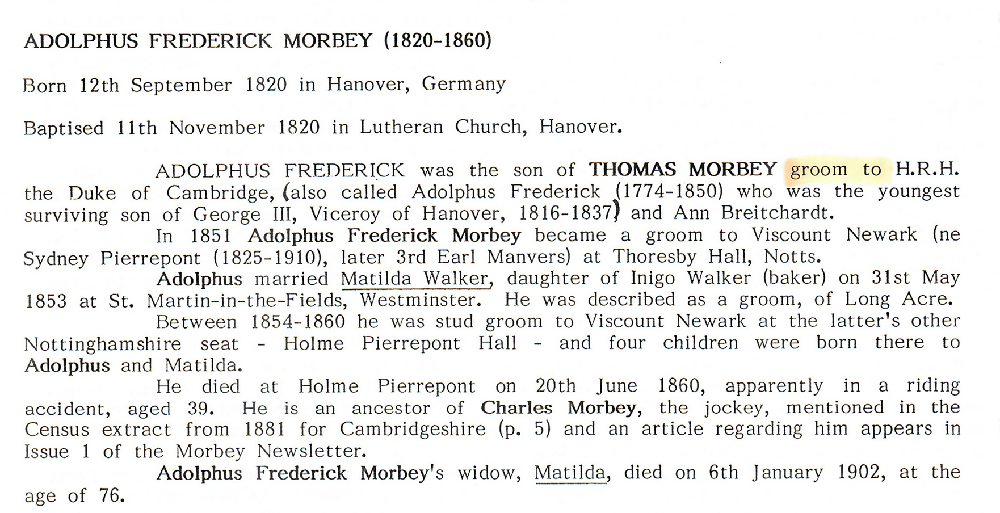 ADOLPHUS FREDERICK MORBEY (1820-1860)
Born 12th September 1820 in Hanover, Germany
Baptised 11th November 1820 in Lutheran Church, Hanover.
ADOLPHUS FREDERICK was the son of THOMAS MORBEY groom to H.R.H.
the Duke of Cambridge, (also called Adolphus Frederick (1774-1850) who was the youngest
surviving son of George III, Viceroy of Hanover, 1816-1837) and Ann Breitchardt.
In 1851 Adolphus Frederick Morbey became a groom to Viscount Newark (ne
Sydney Pierrepont (1825-1910), later 3rd Earl Manvers) at Thoresby Hall, Notts.
Adolphus married Matilda Walker, daughter of Inigo Walker (baker) on 31st May
1853 at St. Martin-in-the-Fields, Westminster. He was described as a groom, of Long Acre.
Between 1854-1860 he was stud groom to Viscount Newark at the latter's other
Nottinghamshire seat - Holme Pierrepont Hall - and four children were born there to
Adolphus and Matilda.
He died at Holme Pierrepont on 20th June 1860, apparently in a riding
accident, aged 39. He is an ancestor of Charles Morbey, the jockey, mentioned in the
Census extract from 1881 for Cambridgeshire (p. 5) and an article regarding him appears in
Issue 1 of the Morbey Newsletter.
Adolphus Frederick Morbey's widow, Matilda, died on 6th January 1902, at the
age of 76.